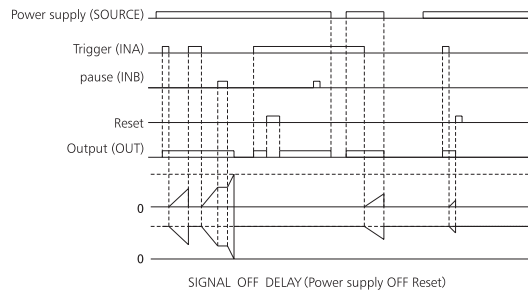 Power supply (SOURCE)
Trigger (INA)
pause (INB)
Reset
Output (OUT)
0
0
SIGNAL OFF DELAY (Power supply OFF Reset)